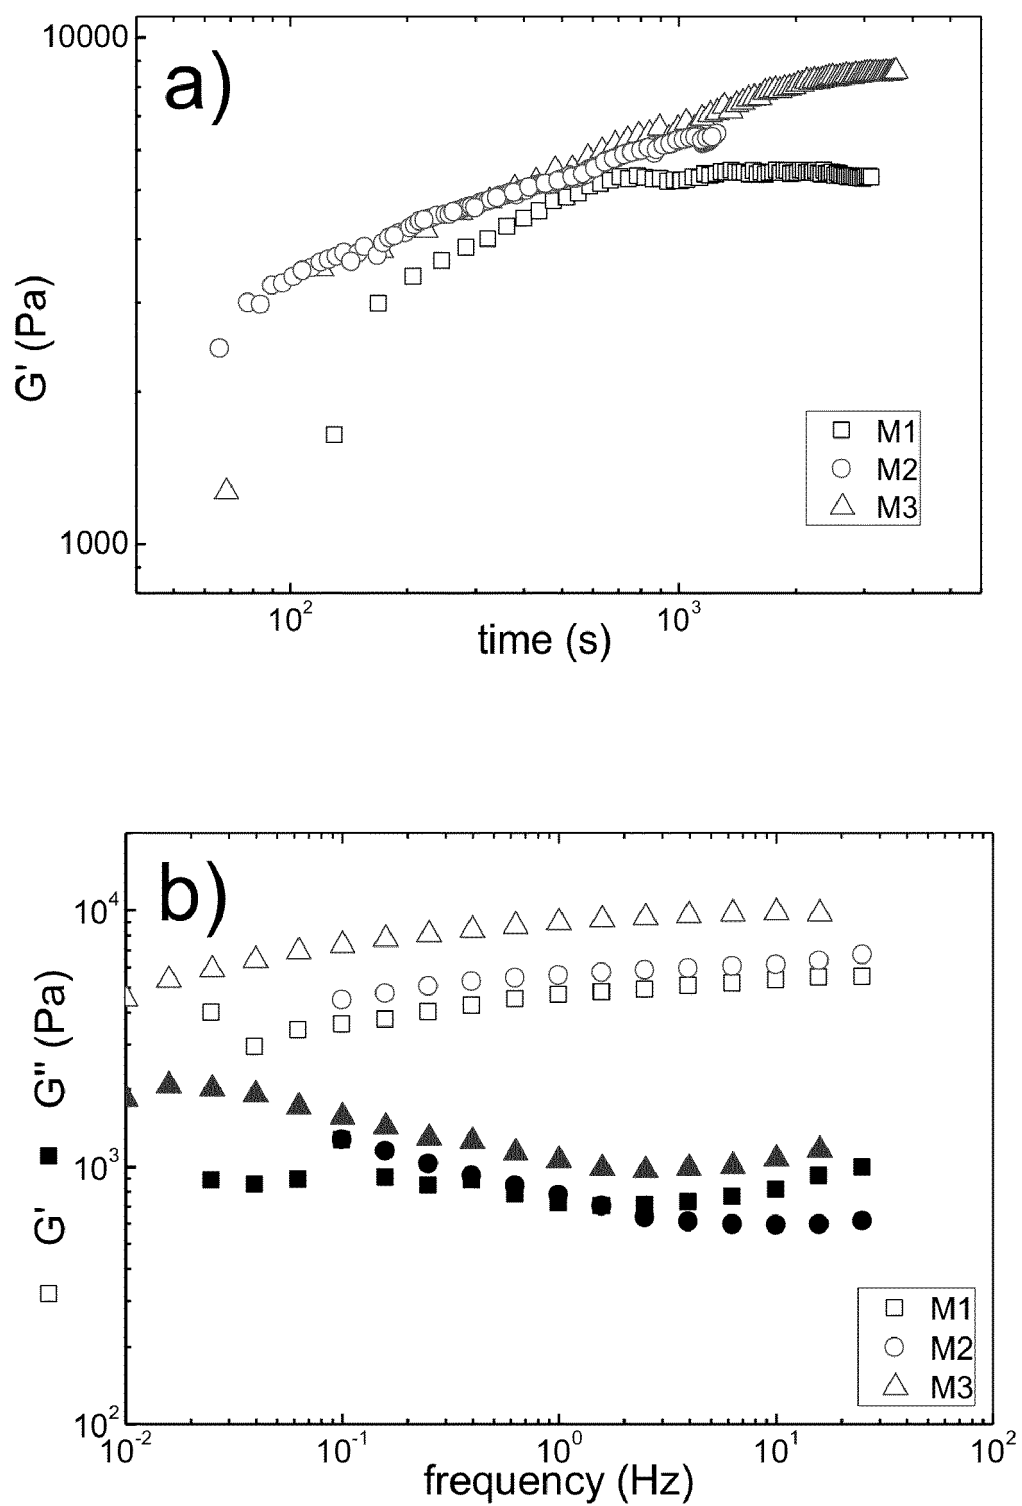 a)
10000
1000
G' (Pa)
10² 10³
time (s)
M1
M2
M3
b)
10⁴
10³
10²
□ G' ■ G'' (Pa)
10⁻² 10⁻¹ 10⁰ 10¹ 10²
frequency (Hz)
M1
M2
M3